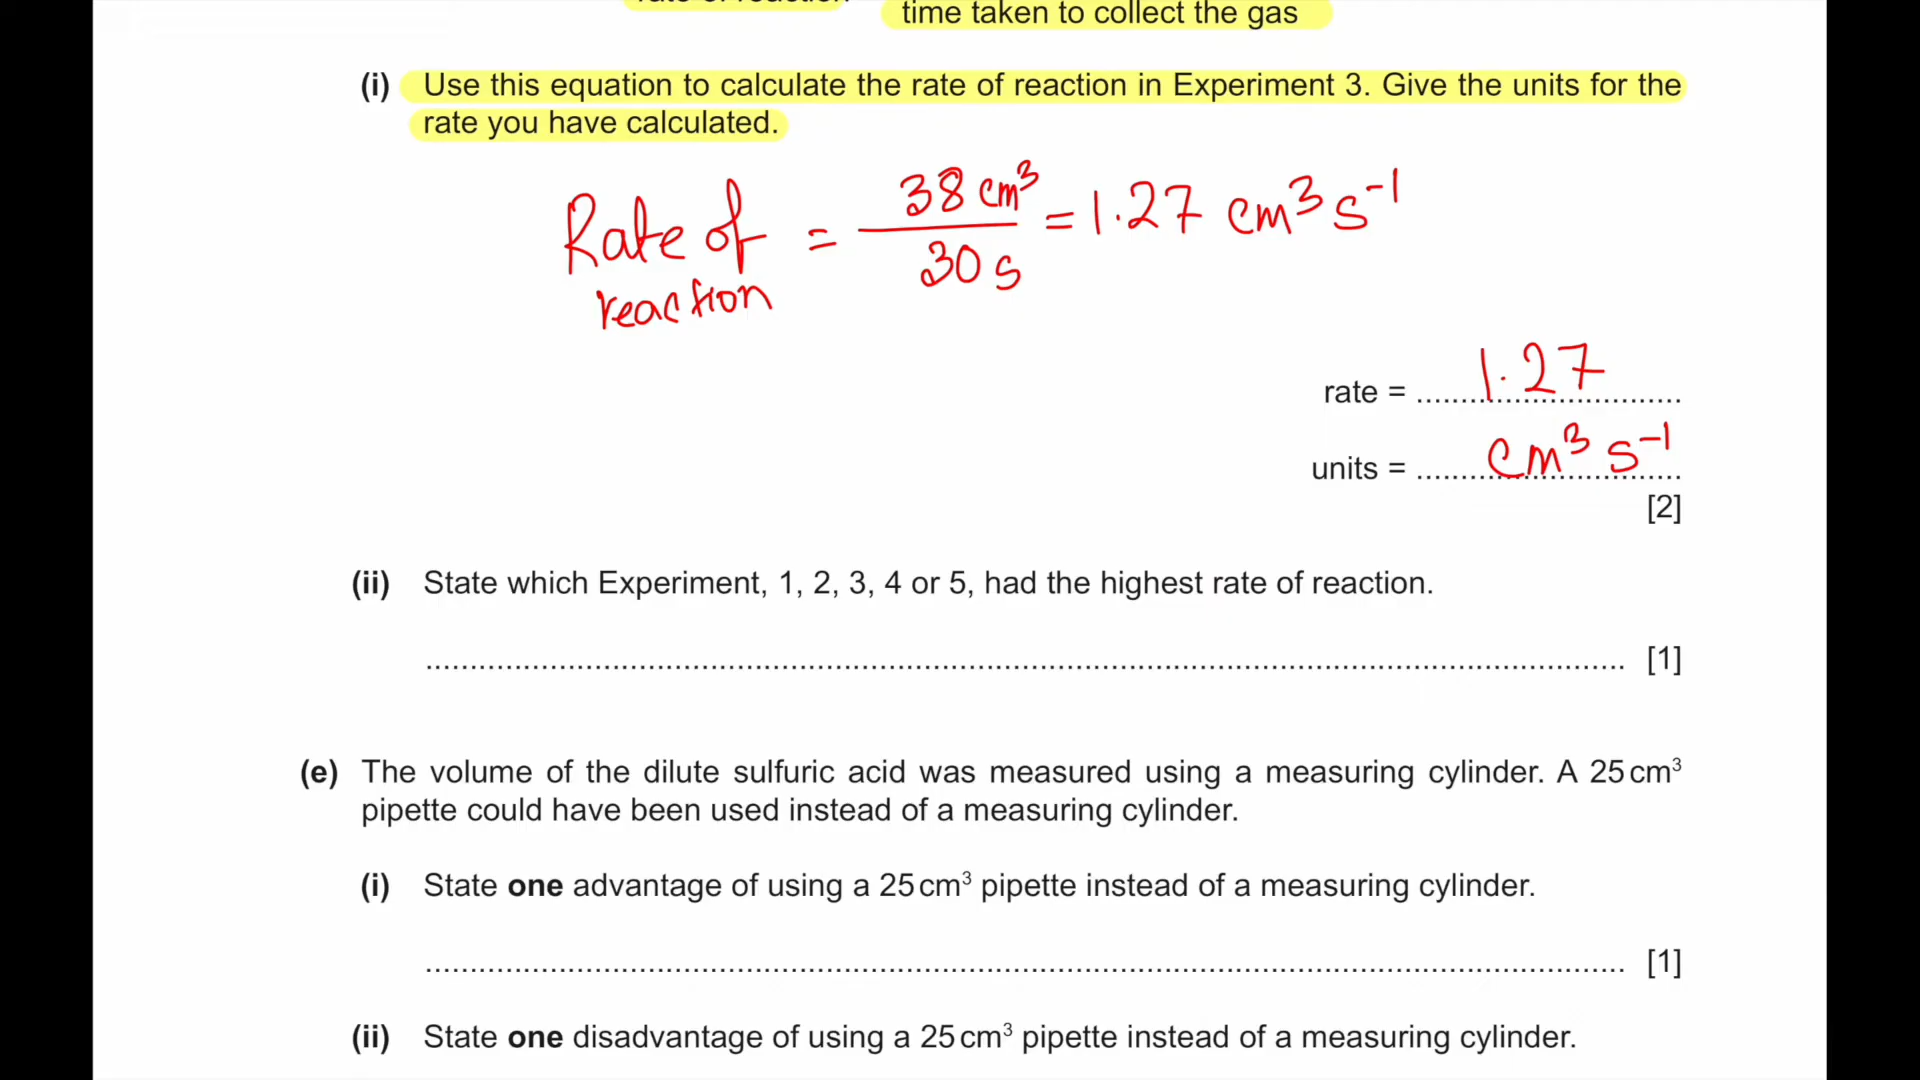 rate of reaction
time taken to collect the gas
(i) Use this equation to calculate the rate of reaction in Experiment 3. Give the units for the
rate you have calculated.
Rate of reaction = 38 cm³ / 30 s = 1.27 cm³ s⁻¹
rate = .............................. 1.27
units = .............................. cm³ s⁻¹
[2]
(ii) State which Experiment, 1, 2, 3, 4 or 5, had the highest rate of reaction.
.............................................................................................................. [1]
(e) The volume of the dilute sulfuric acid was measured using a measuring cylinder. A 25 cm³
pipette could have been used instead of a measuring cylinder.
(i) State one advantage of using a 25 cm³ pipette instead of a measuring cylinder.
.............................................................................................................. [1]
(ii) State one disadvantage of using a 25 cm³ pipette instead of a measuring cylinder.